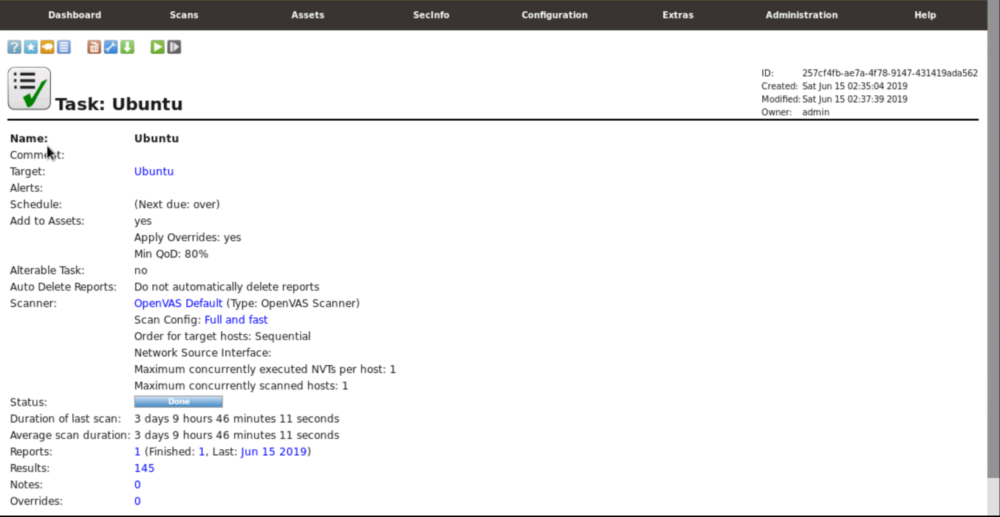 Dashboard Scans Assets SecInfo Configuration Extras Administration Help
?
ID: 257cf4fb-ae7a-4f78-9147-431419ada562
Created: Sat Jun 15 02:35:04 2019
Modified: Sat Jun 15 02:37:39 2019
Owner: admin
Task: Ubuntu
Name: Ubuntu
Comment:
Target: Ubuntu
Alerts:
Schedule: (Next due: over)
Add to Assets: yes
Apply Overrides: yes
Min QoD: 80%
Alterable Task: no
Auto Delete Reports: Do not automatically delete reports
Scanner: OpenVAS Default (Type: OpenVAS Scanner)
Scan Config: Full and fast
Order for target hosts: Sequential
Network Source Interface:
Maximum concurrently executed NVTs per host: 1
Maximum concurrently scanned hosts: 1
Status: Done
Duration of last scan: 3 days 9 hours 46 minutes 11 seconds
Average scan duration: 3 days 9 hours 46 minutes 11 seconds
Reports: 1 (Finished: 1, Last: Jun 15 2019)
Results: 145
Notes: 0
Overrides: 0